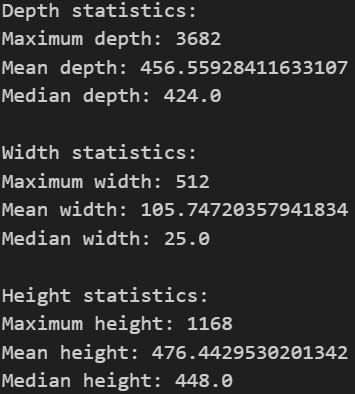 Depth statistics:
Maximum depth: 3682
Mean depth: 456.55928411633107
Median depth: 424.0
Width statistics:
Maximum width: 512
Mean width: 105.74720357941834
Median width: 25.0
Height statistics:
Maximum height: 1168
Mean height: 476.4429530201342
Median height: 448.0